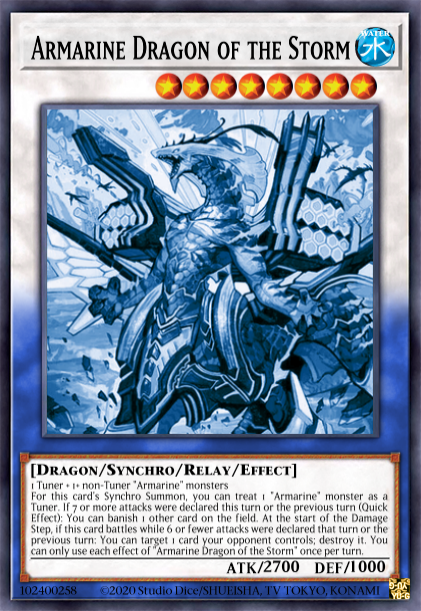 ARMARINE DRAGON OF THE STORM
WATER
水
[DRAGON/SYNCHRO/RELAY/EFFECT]
1 Tuner + 1+ non-Tuner "Armarine" monsters
For this card's Synchro Summon, you can treat 1 "Armarine" monster as a
Tuner. If 7 or more attacks were declared this turn or the previous turn (Quick
Effect): You can banish 1 other card on the field. At the start of the Damage
Step, if this card battles while 6 or fewer attacks were declared that turn or the
previous turn: You can target 1 card your opponent controls; destroy it. You
can only use each effect of "Armarine Dragon of the Storm" once per turn.
ATK/2700 DEF/1000
102400258 ©2020 Studio Dice/SHUEISHA, TV TOKYO, KONAMI